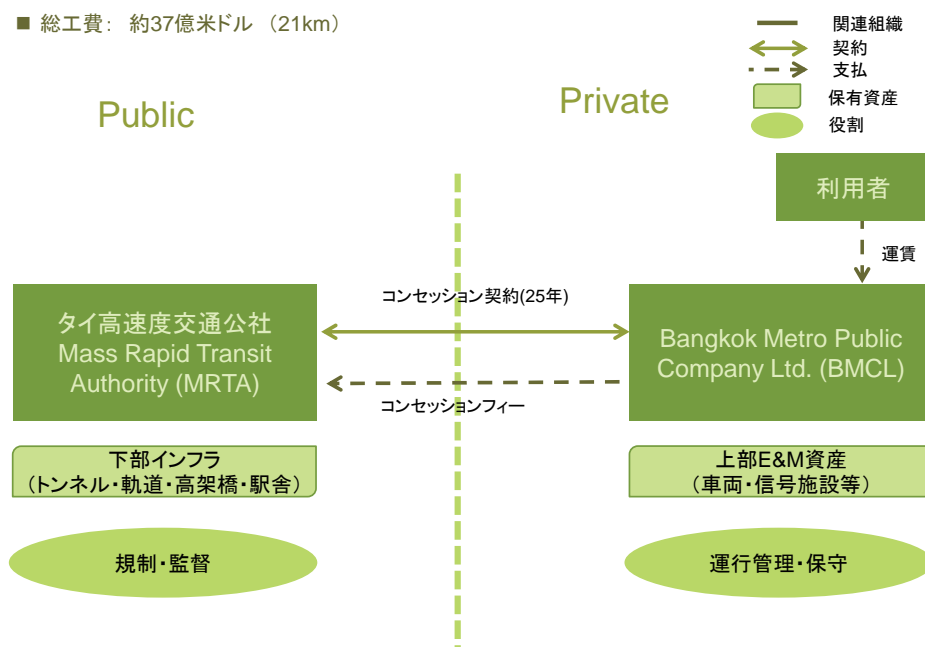 ■ 総工費： 約37億米ドル （21km）
関連組織
契約
支払
保有資産
役割
Public
Private
利用者
運賃
コンセッション契約(25年)
タイ高速度交通公社
Mass Rapid Transit
Authority (MRTA)
Bangkok Metro Public
Company Ltd. (BMCL)
コンセッションフィー
下部インフラ
（トンネル・軌道・高架橋・駅舎）
上部E&M資産
（車両・信号施設等）
規制・監督
運行管理・保守